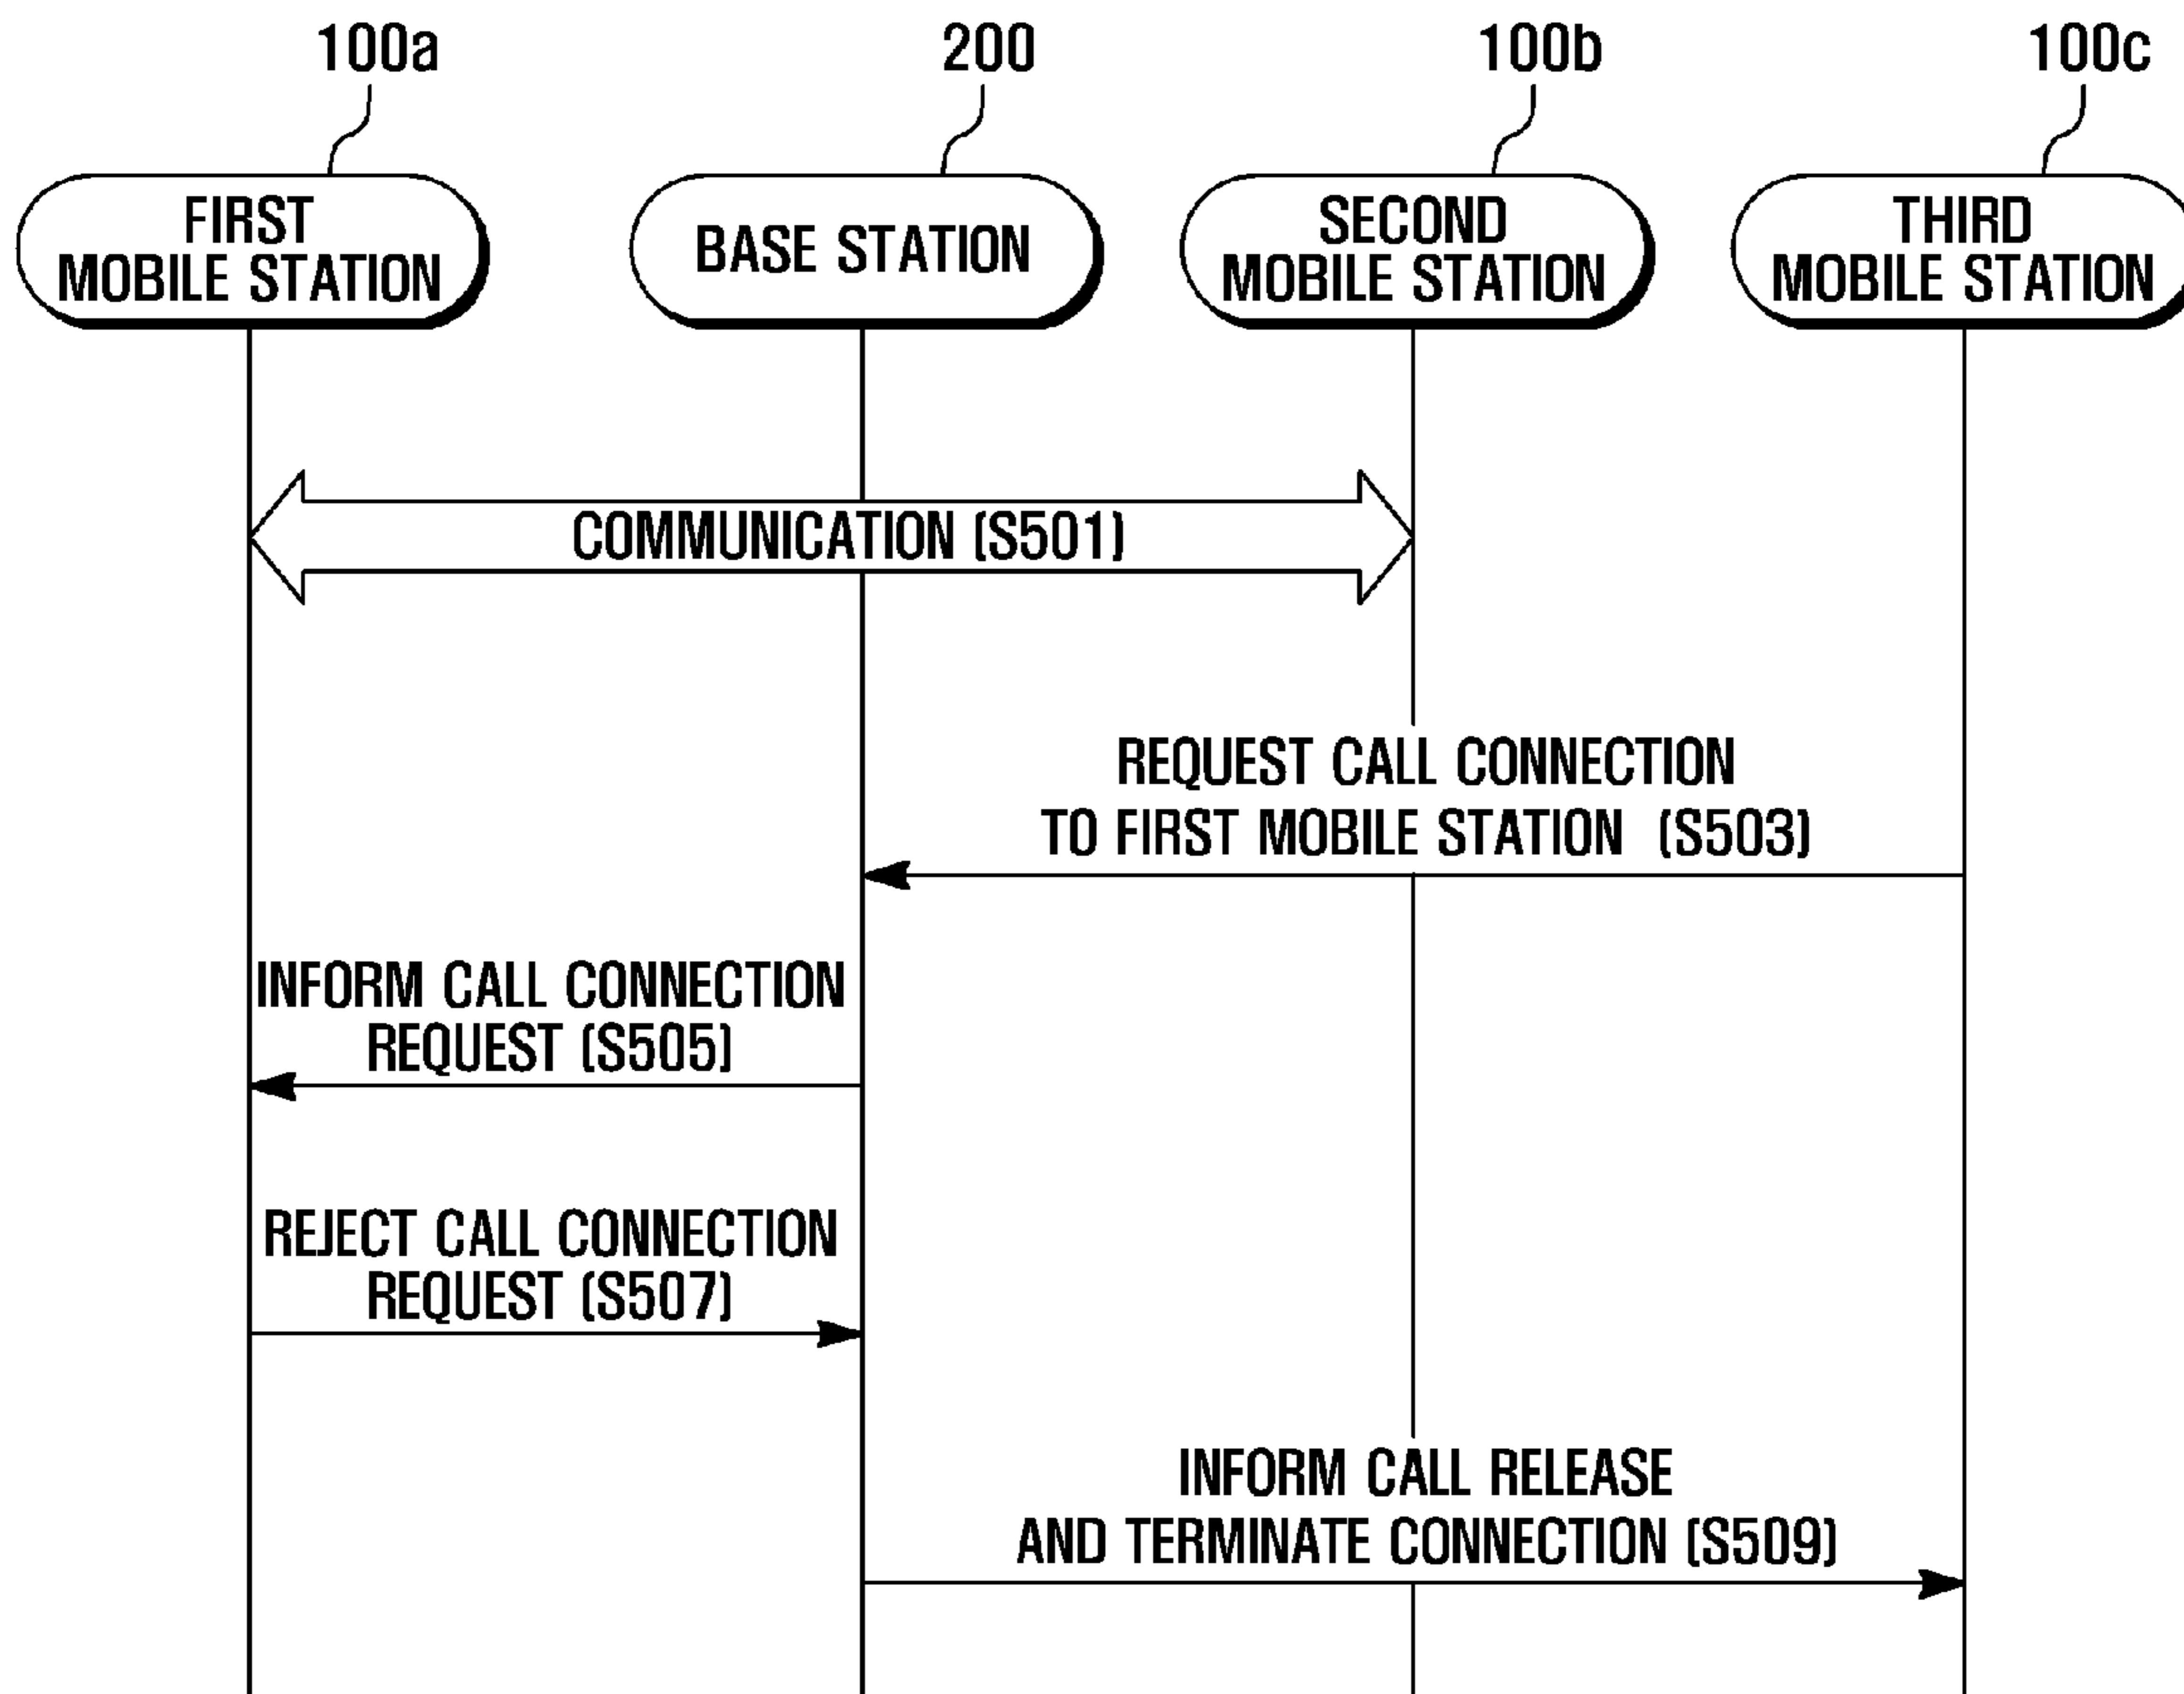 100a
200
100b
100c
FIRST
MOBILE STATION
BASE STATION
SECOND
MOBILE STATION
THIRD
MOBILE STATION
COMMUNICATION (S501)
REQUEST CALL CONNECTION
TO FIRST MOBILE STATION (S503)
INFORM CALL CONNECTION
REQUEST (S505)
REJECT CALL CONNECTION
REQUEST (S507)
INFORM CALL RELEASE
AND TERMINATE CONNECTION (S509)